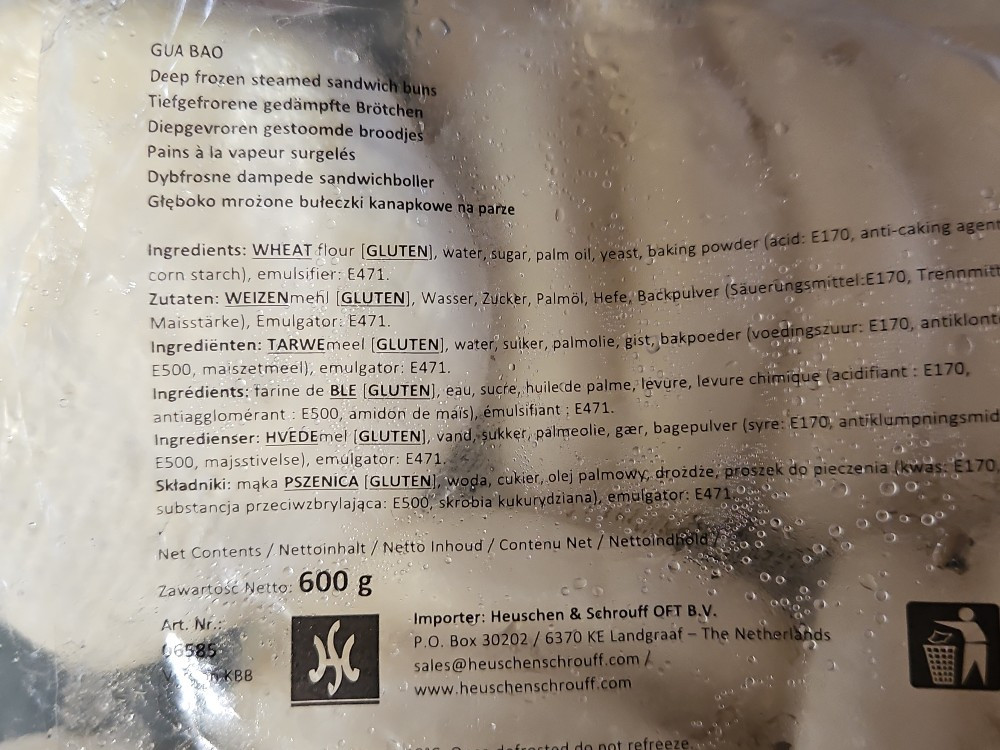 GUA BAO
Deep frozen steamed sandwich buns
Tiefgefrorene gedämpfte Brötchen
Diepgevroren gestoomde broodjes
Pains à la vapeur surgelés
Dybfrosne dampede sandwichboller
Głęboko mrożone bułeczki kanapkowe na parze
Ingredients: WHEAT flour [GLUTEN], water, sugar, palm oil, yeast, baking powder (acid: E170, anti-caking agent
corn starch), emulsifier: E471.
Zutaten: WEIZENmehl [GLUTEN], Wasser, Zucker, Palmöl, Hefe, Backpulver (Säuerungsmittel:E170, Trennmitt
Maisstärke), Emulgator: E471.
Ingrediënten: TARWEmeel [GLUTEN], water, suiker, palmolie, gist, bakpoeder (voedingszuur: E170, antiklont
E500, maiszetmeel), emulgator: E471.
Ingrédients: farine de BLE [GLUTEN], eau, sucre, huile de palme, levure, levure chimique (acidifiant : E170,
antiagglomérant : E500, amidon de maïs), émulsifiant : E471.
Ingredienser: HVEDEmel [GLUTEN], vand, sukker, palmeolie, gær, bagepulver (syre: E170, antiklumpningsmid
E500, majsstivelse), emulgator: E471.
Składniki: mąka PSZENICA [GLUTEN], woda, cukier, olej palmowy, drożdże, proszek do pieczenia (kwas: E170,
substancja przeciwzbrylająca: E500, skrobia kukurydziana), emulgator: E471.
Net Contents / Nettoinhalt / Netto Inhoud / Contenu Net / Nettoindhold /
Zawartość Netto: 600 g
Art. Nr.:
06585
KBB
Importer: Heuschen & Schrouff OFT B.V.
P.O. Box 30202 / 6370 KE Landgraaf – The Netherlands
sales@heuschenschrouff.com /
www.heuschenschrouff.com
defrosted do not refreeze.